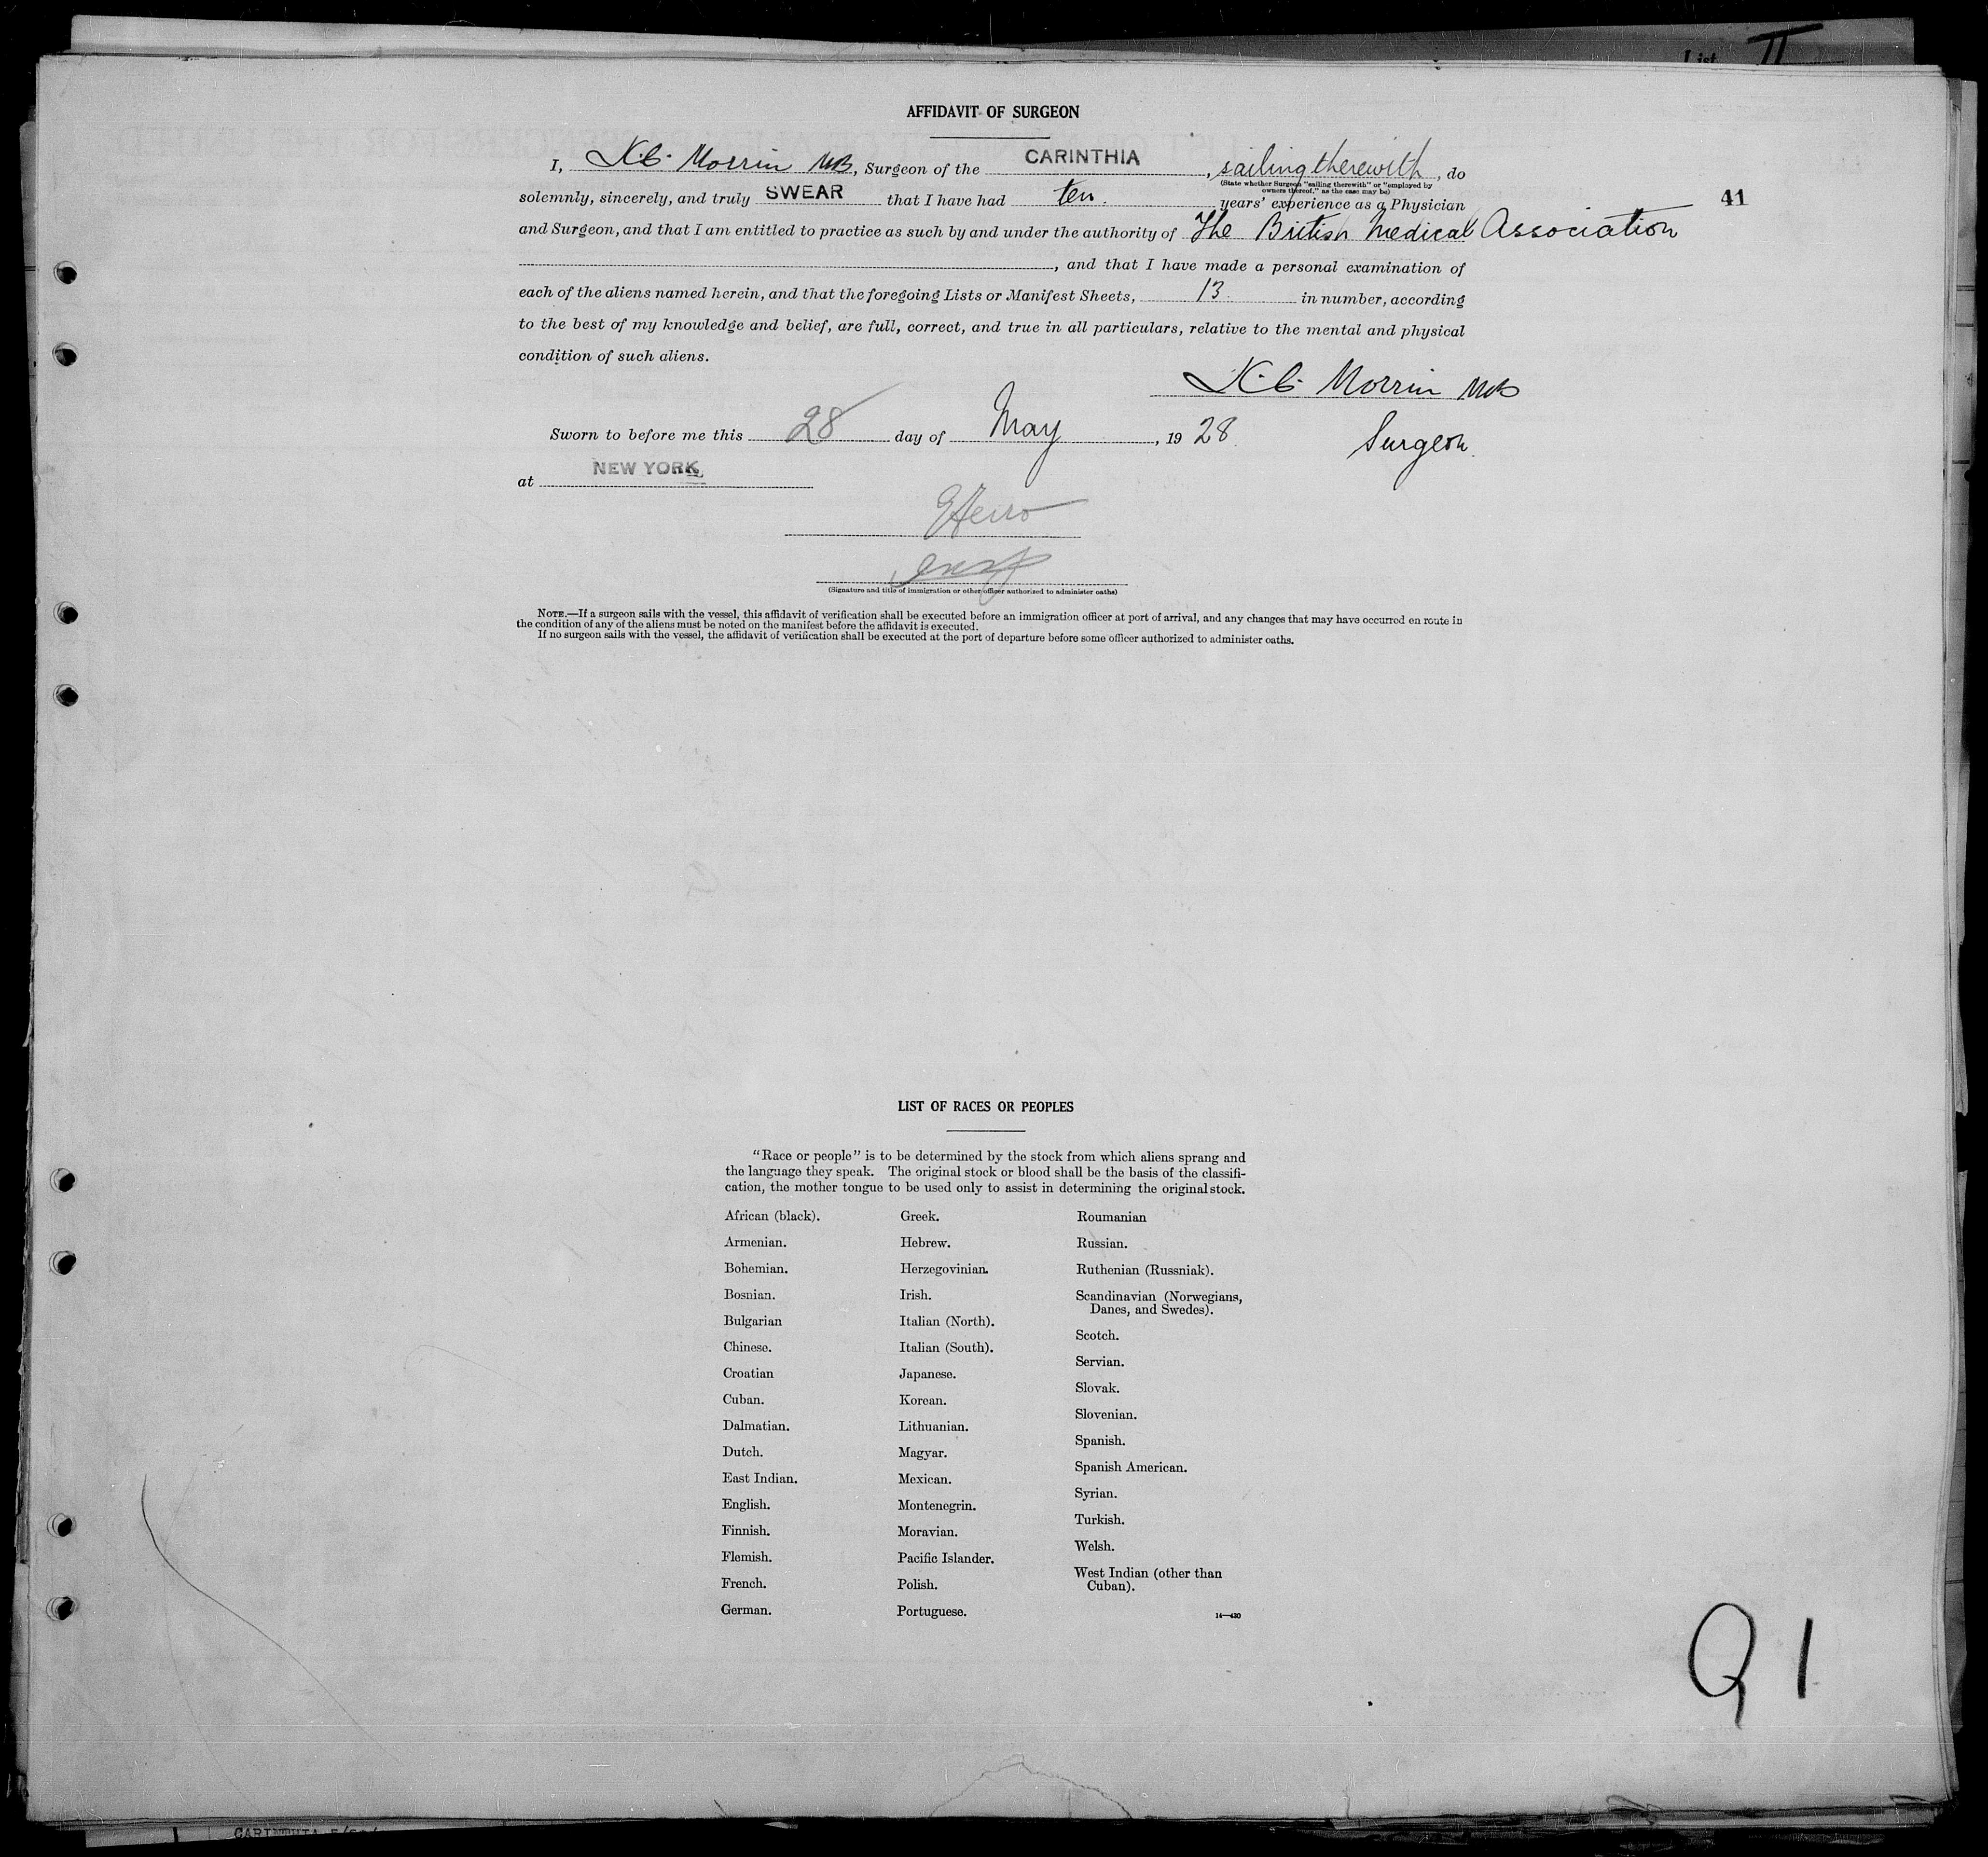 List II
AFFIDAVIT OF SURGEON
I, K.C. Morrin MB, Surgeon of the CARINTHIA, sailing therewith, do
(State whether Surgeon "sailing therewith" or "employed by
owners thereof," as the case may be)
solemnly, sincerely, and truly SWEAR that I have had ten. years' experience as a Physician
41
and Surgeon, and that I am entitled to practice as such by and under the authority of The British Medical Association
, and that I have made a personal examination of
each of the aliens named herein, and that the foregoing Lists or Manifest Sheets, 13. in number, according
to the best of my knowledge and belief, are full, correct, and true in all particulars, relative to the mental and physical
condition of such aliens.
K.C. Morrin MB
Sworn to before me this 28 day of May, 1928.
Surgeon.
at NEW YORK
Insp
(Signature and title of immigration or other officer authorized to administer oaths)
NOTE.—If a surgeon sails with the vessel, this affidavit of verification shall be executed before an immigration officer at port of arrival, and any changes that may have occurred en route in
the condition of any of the aliens must be noted on the manifest before the affidavit is executed.
If no surgeon sails with the vessel, the affidavit of verification shall be executed at the port of departure before some officer authorized to administer oaths.
LIST OF RACES OR PEOPLES
"Race or people" is to be determined by the stock from which aliens sprang and
the language they speak. The original stock or blood shall be the basis of the classifi-
cation, the mother tongue to be used only to assist in determining the original stock.
African (black).
Armenian.
Bohemian.
Bosnian.
Bulgarian
Chinese.
Croatian
Cuban.
Dalmatian.
Dutch.
East Indian.
English.
Finnish.
Flemish.
French.
German.
Greek.
Hebrew.
Herzegovinian.
Irish.
Italian (North).
Italian (South).
Japanese.
Korean.
Lithuanian.
Magyar.
Mexican.
Montenegrin.
Moravian.
Pacific Islander.
Polish.
Portuguese.
Roumanian
Russian.
Ruthenian (Russniak).
Scandinavian (Norwegians,
Danes, and Swedes).
Scotch.
Servian.
Slovak.
Slovenian.
Spanish.
Spanish American.
Syrian.
Turkish.
Welsh.
West Indian (other than
Cuban).
14—430
Q1
CARINTHIA